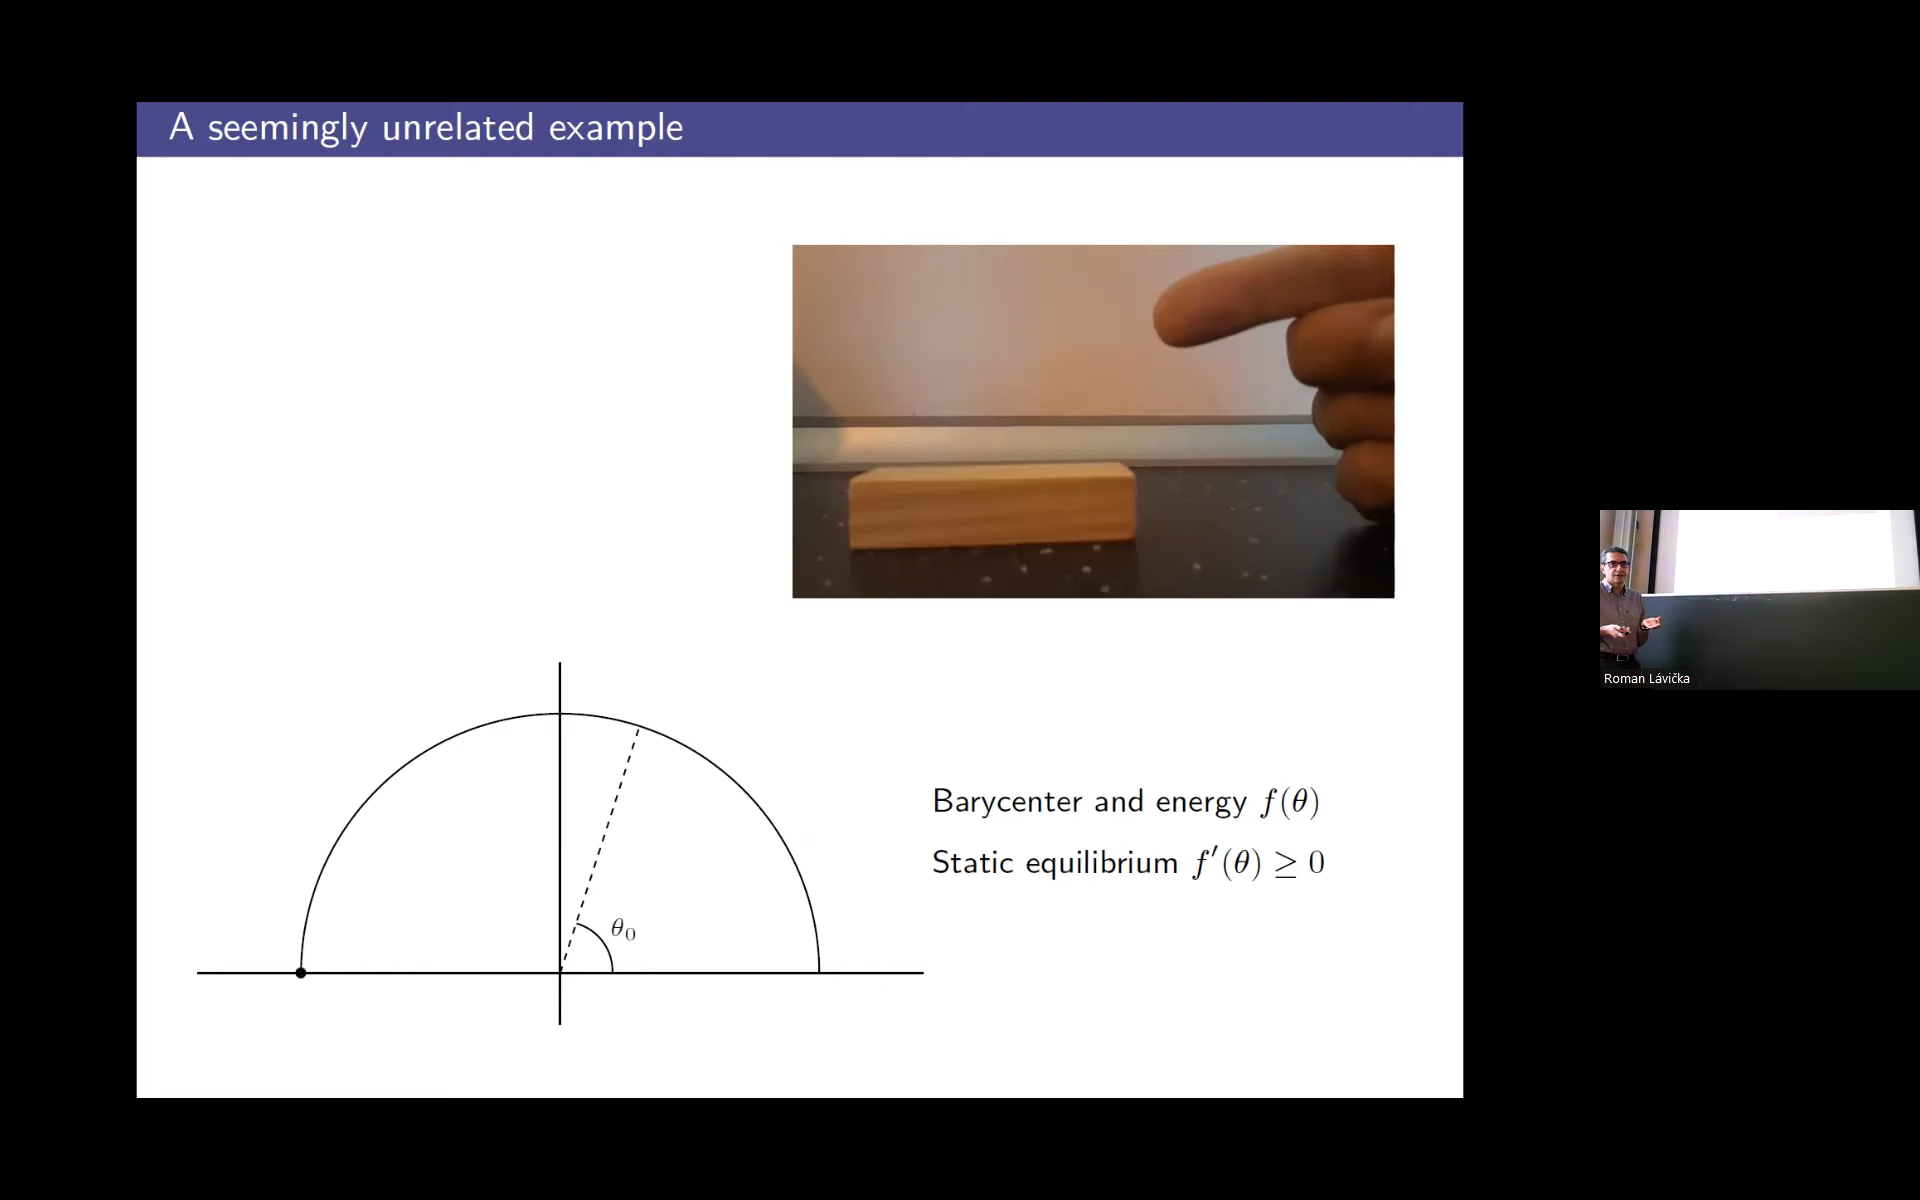 A seemingly unrelated example
θ₀
Barycenter and energy f(θ)
Static equilibrium f′(θ) ≥ 0
Roman Lávička